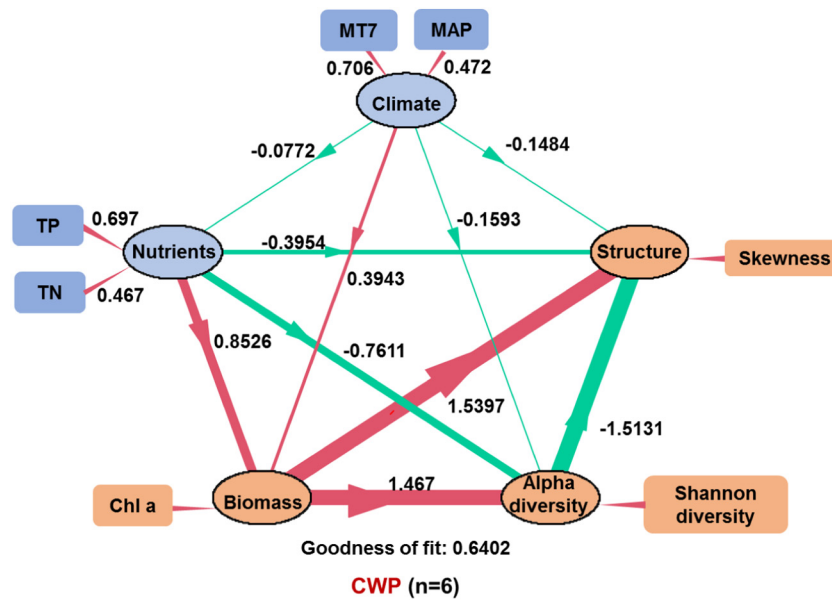 MT7
MAP
0.706
0.472
Climate
-0.0772
-0.1484
TP
0.697
-0.1593
Nutrients
-0.3954
Structure
Skewness
TN
0.467
0.3943
0.8526
-0.7611
1.5397
-1.5131
Chl a
Biomass
1.467
Alpha
diversity
Shannon
diversity
Goodness of fit: 0.6402
CWP (n=6)